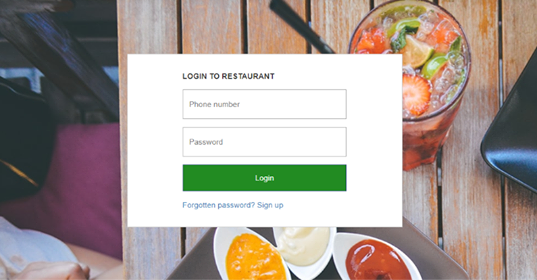 LOGIN TO RESTAURANT
Phone number
Password
Login
Forgotten password? Sign up